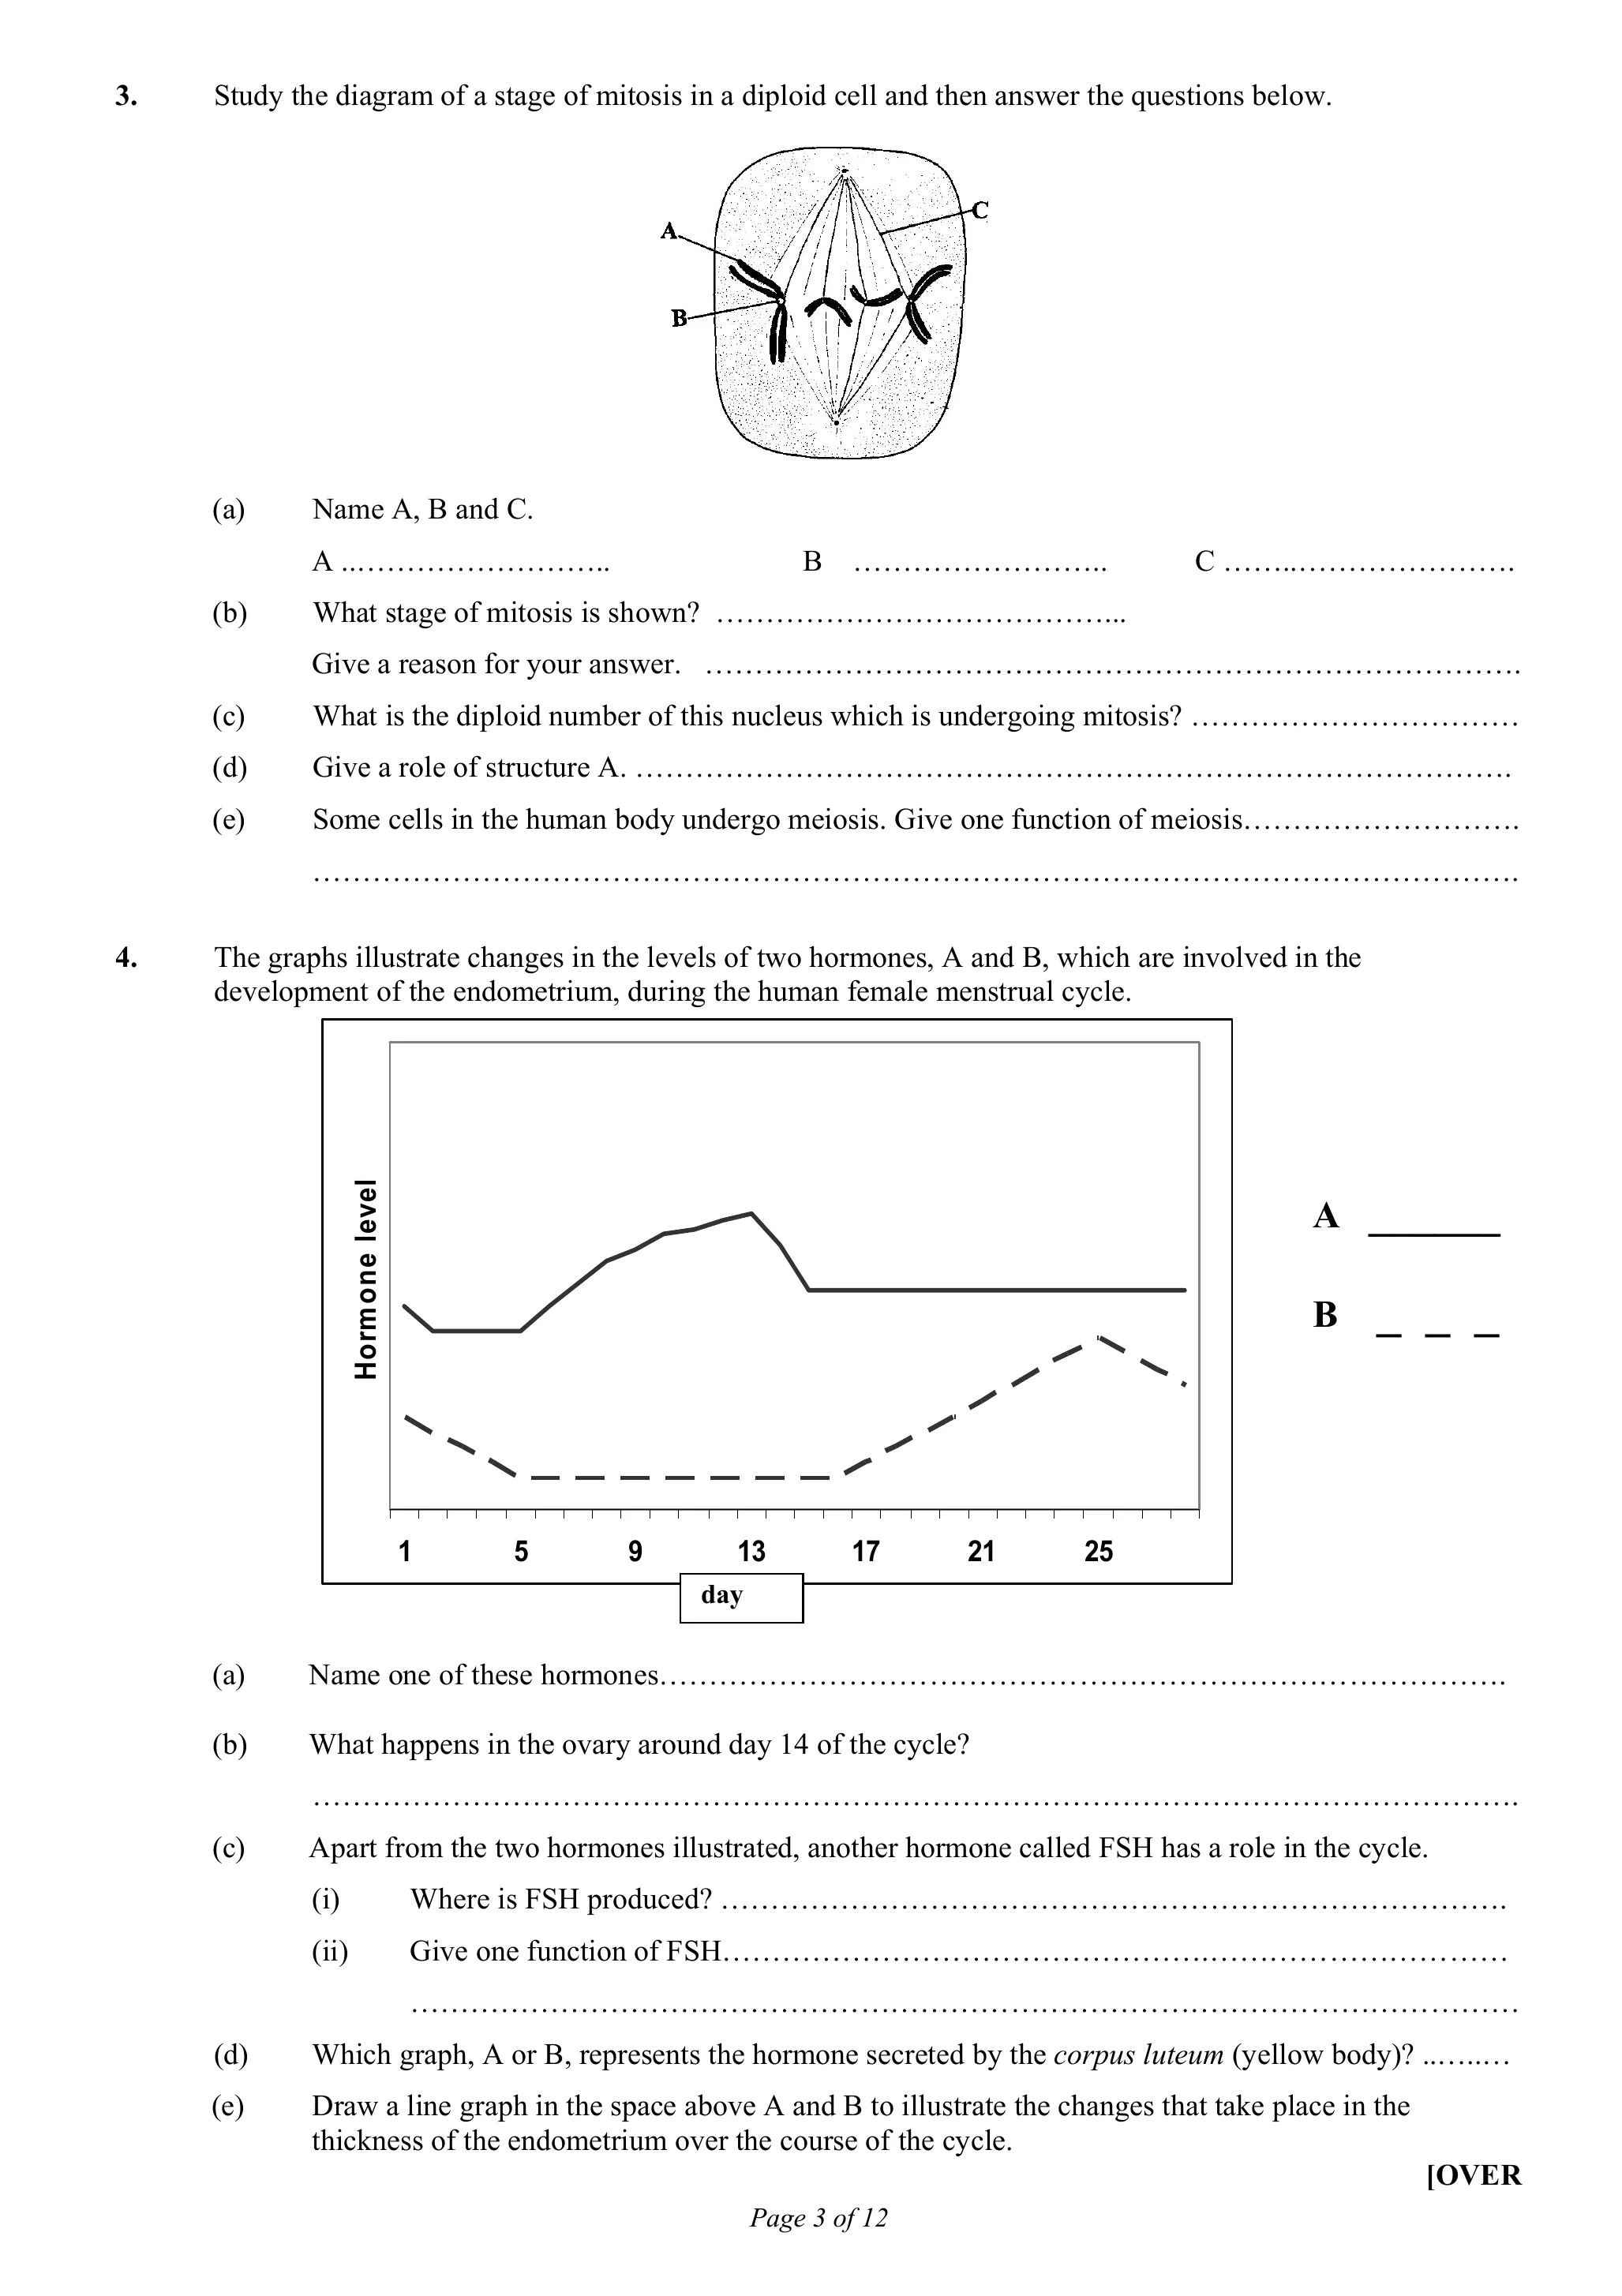 3. Study the diagram of a stage of mitosis in a diploid cell and then answer the questions below.
C
A
B
(a) Name A, B and C.
A ..…………………….. B …………………….. C ……..………………….
(b) What stage of mitosis is shown? …………………………………...
Give a reason for your answer. ……………………………………………………………………….
(c) What is the diploid number of this nucleus which is undergoing mitosis? ……………………………
(d) Give a role of structure A. …………………………………………………………………………….
(e) Some cells in the human body undergo meiosis. Give one function of meiosis……………………….
………………………………………………………………………………………………………….
4. The graphs illustrate changes in the levels of two hormones, A and B, which are involved in the
development of the endometrium, during the human female menstrual cycle.
Hormone level
A ________
B _ _ _
1 5 9 13 17 21 25
day
(a) Name one of these hormones………………………………………………………………………….
(b) What happens in the ovary around day 14 of the cycle?
………………………………………………………………………………………………………….
(c) Apart from the two hormones illustrated, another hormone called FSH has a role in the cycle.
(i) Where is FSH produced? …………………………………………………………………….
(ii) Give one function of FSH……………………………………………………………………
…………………………………………………………………………………………………
(d) Which graph, A or B, represents the hormone secreted by the corpus luteum (yellow body)? ..…..…
(e) Draw a line graph in the space above A and B to illustrate the changes that take place in the
thickness of the endometrium over the course of the cycle.
[OVER
Page 3 of 12